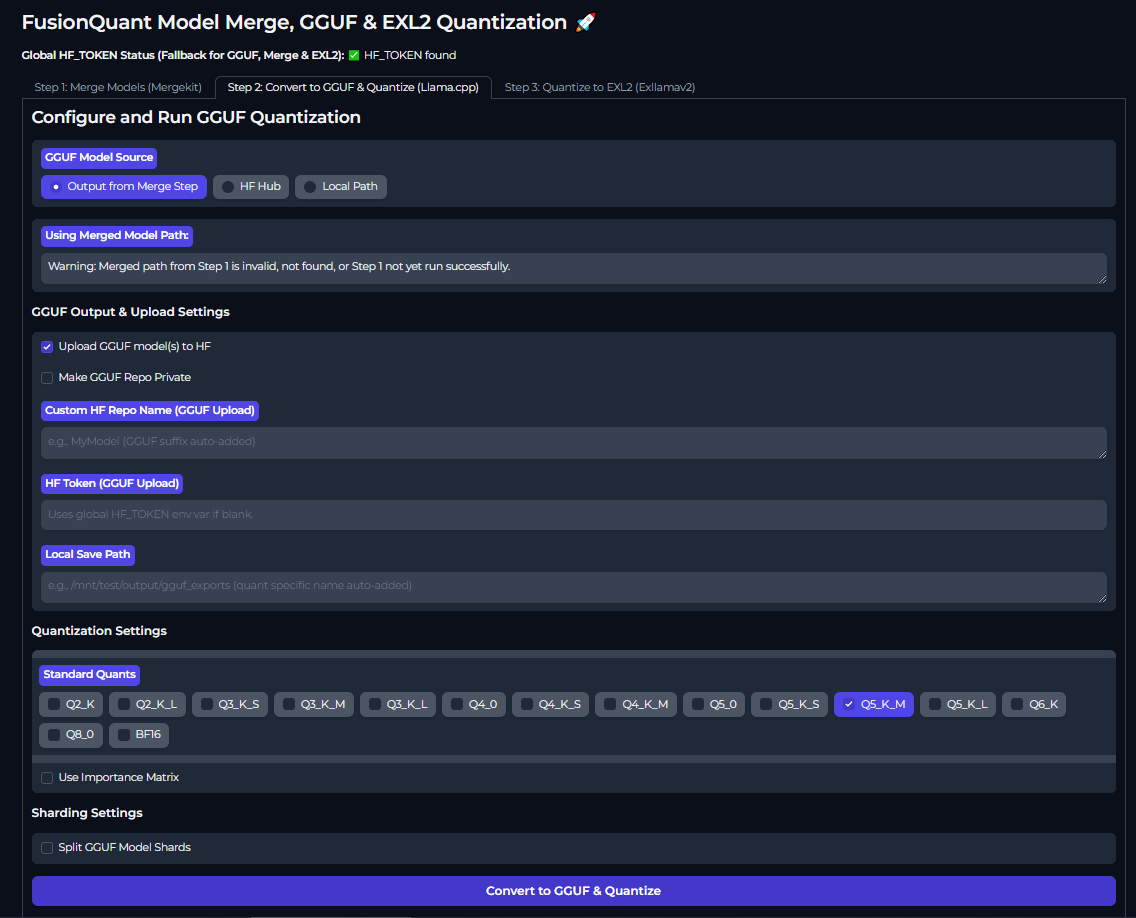 FusionQuant Model Merge, GGUF & EXL2 Quantization 🚀
Global HF_TOKEN Status (Fallback for GGUF, Merge & EXL2): ✅ HF_TOKEN found
Step 1: Merge Models (Mergekit) Step 2: Convert to GGUF & Quantize (Llama.cpp) Step 3: Quantize to EXL2 (Exllamav2)
Configure and Run GGUF Quantization
GGUF Model Source
Output from Merge Step HF Hub Local Path
Using Merged Model Path:
Warning: Merged path from Step 1 is invalid, not found, or Step 1 not yet run successfully.
GGUF Output & Upload Settings
Upload GGUF model(s) to HF
Make GGUF Repo Private
Custom HF Repo Name (GGUF Upload)
e.g., MyModel (GGUF suffix auto-added)
HF Token (GGUF Upload)
Uses global HF_TOKEN env var if blank.
Local Save Path
e.g., /mnt/test/output/gguf_exports (quant specific name auto-added)
Quantization Settings
Standard Quants
Q2_K Q2_K_L Q3_K_S Q3_K_M Q3_K_L Q4_0 Q4_K_S Q4_K_M Q5_0 Q5_K_S Q5_K_M Q5_K_L Q6_K
Q8_0 BF16
Use Importance Matrix
Sharding Settings
Split GGUF Model Shards
Convert to GGUF & Quantize